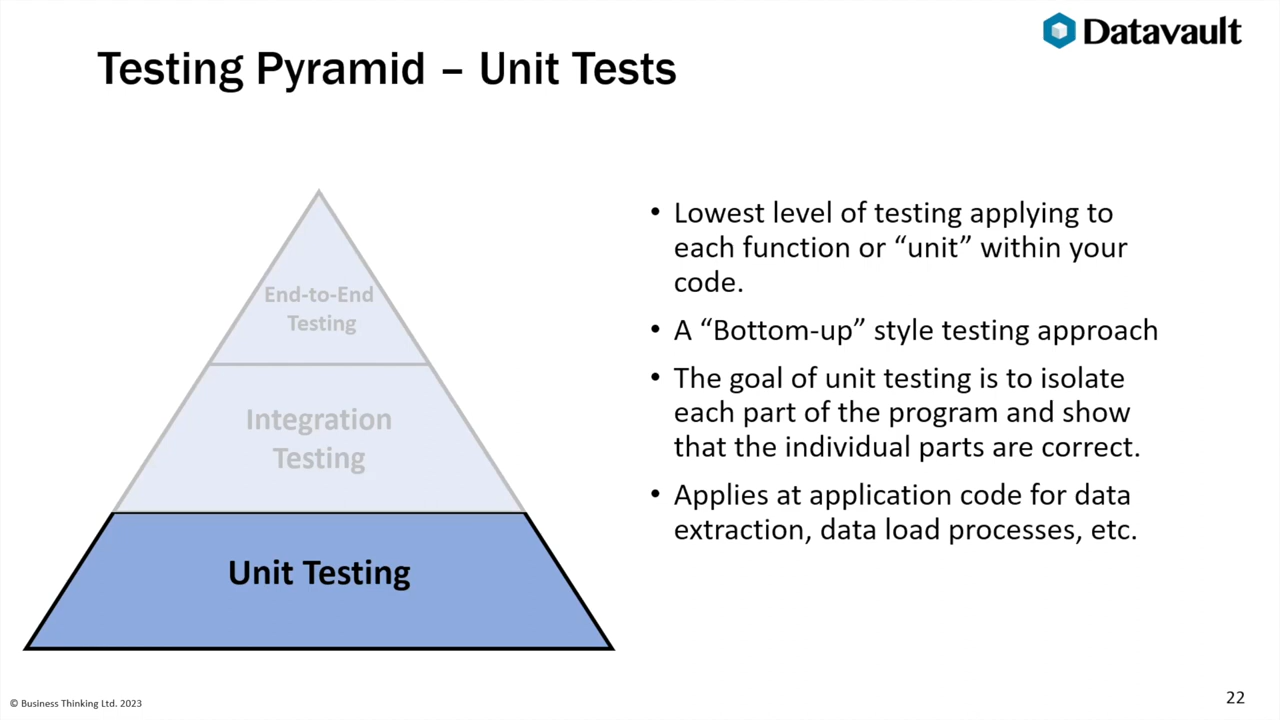 Datavault
Testing Pyramid – Unit Tests
End-to-End
Testing
Integration
Testing
Unit Testing
• Lowest level of testing applying to
each function or “unit” within your
code.
• A “Bottom-up” style testing approach
• The goal of unit testing is to isolate
each part of the program and show
that the individual parts are correct.
• Applies at application code for data
extraction, data load processes, etc.
© Business Thinking Ltd. 2023
22